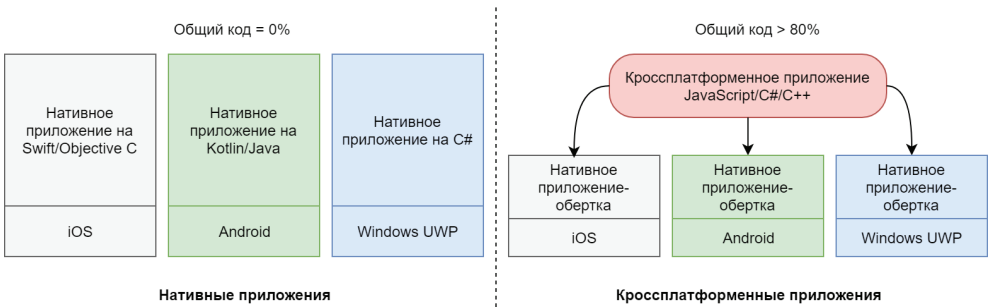 Общий код = 0%
Нативное
приложение на
Swift/Objective C
iOS
Нативное
приложение на
Kotlin/Java
Android
Нативное
приложение на C#
Windows UWP
Нативные приложения
Общий код > 80%
Кроссплатформенное приложение
JavaScript/C#/C++
Нативное
приложение-
обертка
iOS
Нативное
приложение-
обертка
Android
Нативное
приложение-
обертка
Windows UWP
Кроссплатформенные приложения